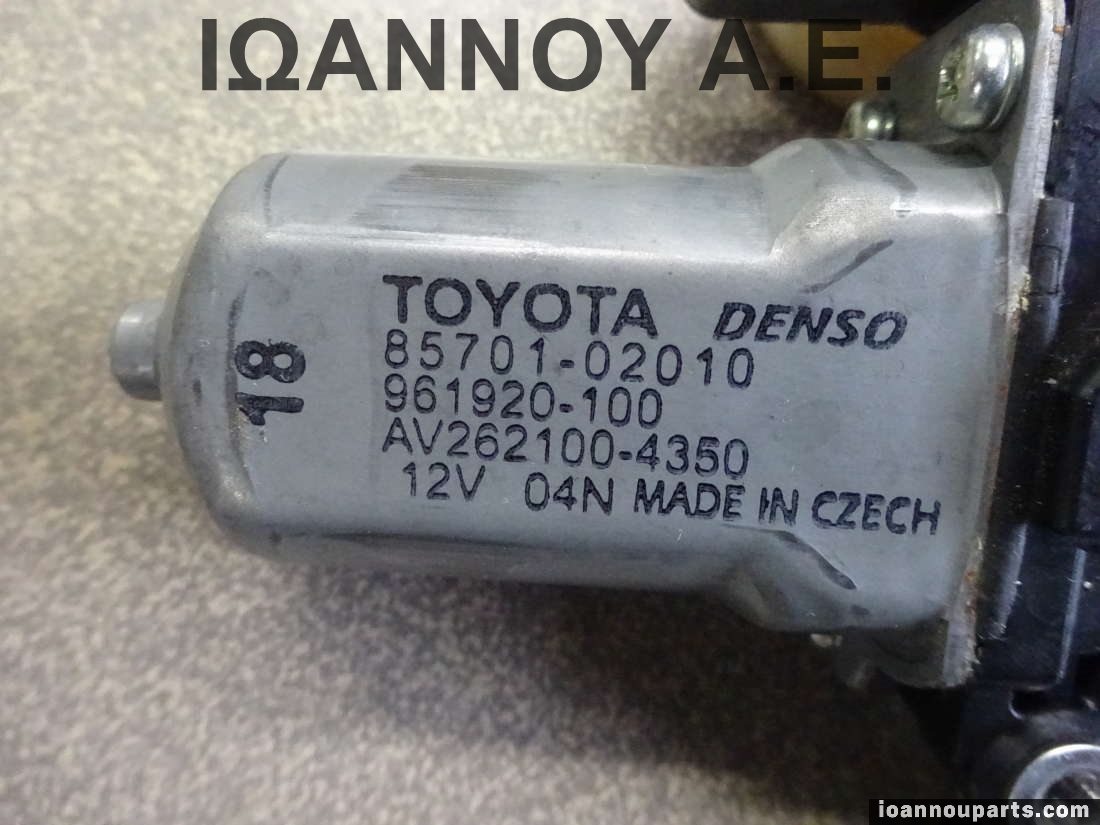 ΙΩΑΝΝΟΥ Α.Ε.
TOYOTA DENSO
85701-02010
961920-100
AV262100-4350
12V 04N MADE IN CZECH
18
ioannouparts.com